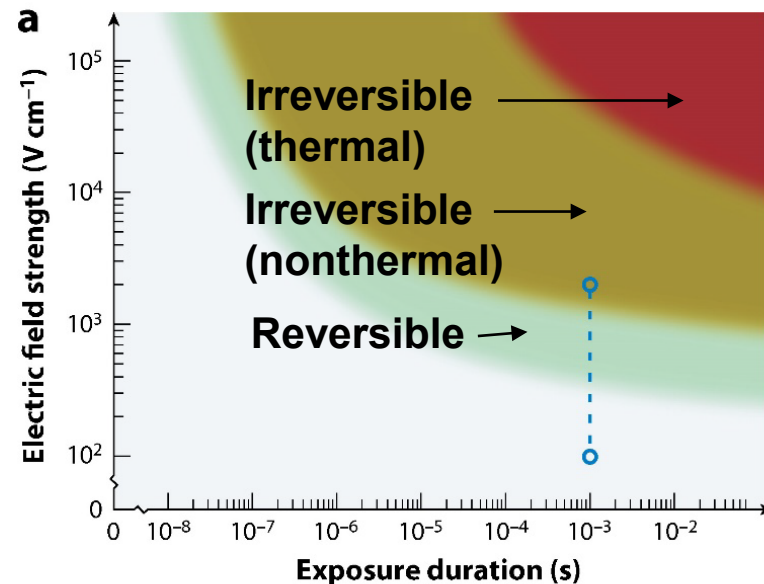 a
Electric field strength (V cm⁻¹)
10⁵
10⁴
10³
10²
0
Irreversible
(thermal)
Irreversible
(nonthermal)
Reversible
0 10⁻⁸ 10⁻⁷ 10⁻⁶ 10⁻⁵ 10⁻⁴ 10⁻³ 10⁻²
Exposure duration (s)